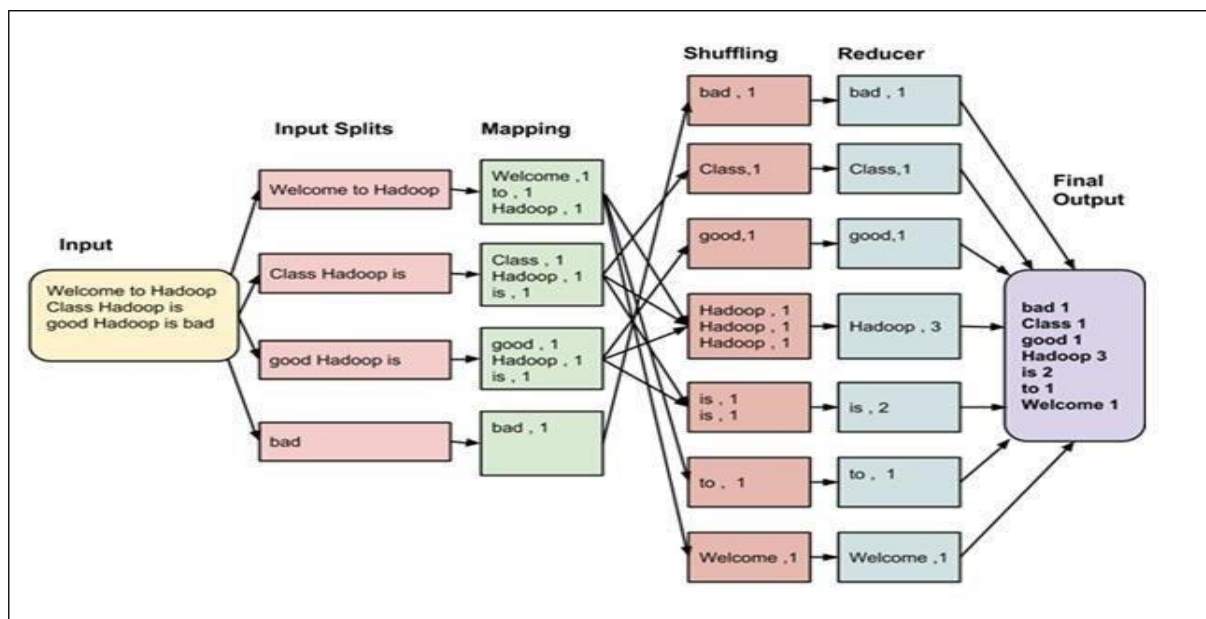 Input
Welcome to Hadoop
Class Hadoop is
good Hadoop is bad
Input Splits
Welcome to Hadoop
Class Hadoop is
good Hadoop is
bad
Mapping
Welcome ,1
to , 1
Hadoop , 1
Class , 1
Hadoop , 1
is , 1
good , 1
Hadoop , 1
is , 1
bad , 1
Shuffling
bad , 1
Class,1
good,1
Hadoop , 1
Hadoop , 1
Hadoop , 1
is , 1
is , 1
to , 1
Welcome ,1
Reducer
bad , 1
Class,1
good,1
Hadoop , 3
is , 2
to , 1
Welcome ,1
Final
Output
bad 1
Class 1
good 1
Hadoop 3
is 2
to 1
Welcome 1